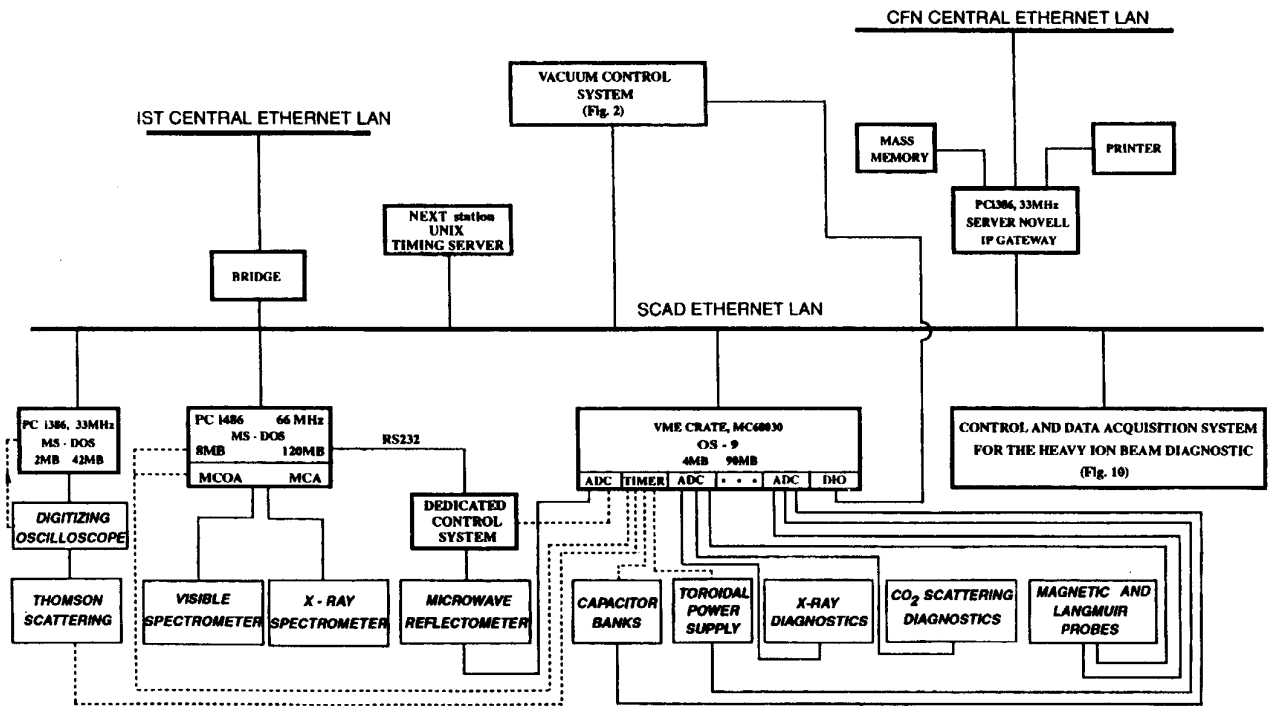 CFN CENTRAL ETHERNET LAN
VACUUM CONTROL
SYSTEM
(Fig. 2)
IST CENTRAL ETHERNET LAN
MASS
MEMORY
PRINTER
NEXT station
UNIX
TIMING SERVER
PCI386, 33MHz
SERVER NOVELL
IP GATEWAY
BRIDGE
SCAD ETHERNET LAN
PC i386, 33MHz
MS - DOS
2MB 42MB
PC i486 66 MHz
MS - DOS
8MB 120MB
MCOA MCA
RS232
VME CRATE, MC68030
OS - 9
4MB 90MB
ADC TIMER ADC • • • ADC DIO
CONTROL AND DATA ACQUISITION SYSTEM
FOR THE HEAVY ION BEAM DIAGNOSTIC
(Fig. 10)
DIGITIZING
OSCILLOSCOPE
DEDICATED
CONTROL
SYSTEM
THOMSON
SCATTERING
VISIBLE
SPECTROMETER
X - RAY
SPECTROMETER
MICROWAVE
REFLECTOMETER
CAPACITOR
BANKS
TOROIDAL
POWER
SUPPLY
X-RAY
DIAGNOSTICS
CO2 SCATTERING
DIAGNOSTICS
MAGNETIC AND
LANGMUIR
PROBES